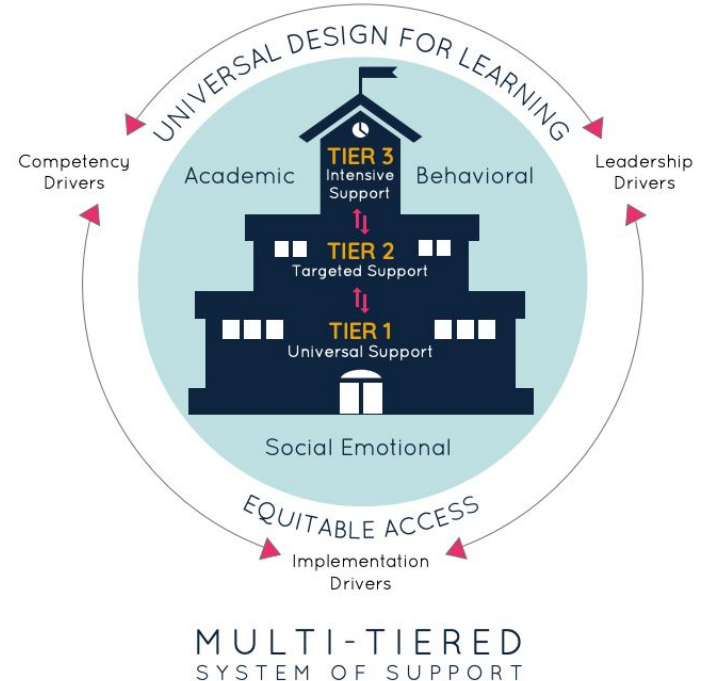 UNIVERSAL DESIGN FOR LEARNING
Competency
Drivers
Leadership
Drivers
Academic
Behavioral
TIER 3
Intensive
Support
TIER 2
Targeted Support
TIER 1
Universal Support
Social Emotional
EQUITABLE ACCESS
Implementation
Drivers
MULTI-TIERED
SYSTEM OF SUPPORT